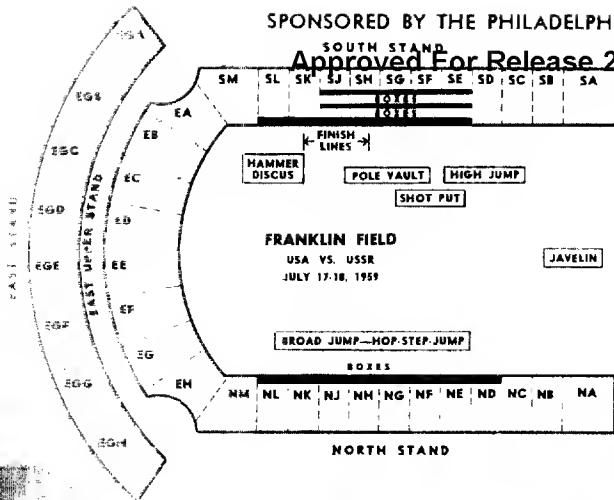 SPONSORED BY THE PHILADELPH
SOUTH STAND
Approved For Release 2
SM SL SK SJ SH SG SF SE SD SC SB SA
BOXES
BOXES
FINISH
LINES
HAMMER
DISCUS
POLE VAULT
HIGH JUMP
SHOT PUT
JAVELIN
FRANKLIN FIELD
USA VS. USSR
JULY 17-18, 1959
BROAD JUMP—HOP-STEP-JUMP
BOXES
NM NL NK NJ NH NG NF NE ND NC NB NA
NORTH STAND
EA
EB
EC
ED
EE
EF
EG
EH
EAST UPPER STAND
EGA
EGB
EGC
EGD
EGE
EGF
EGG
EGH
EAST STAND